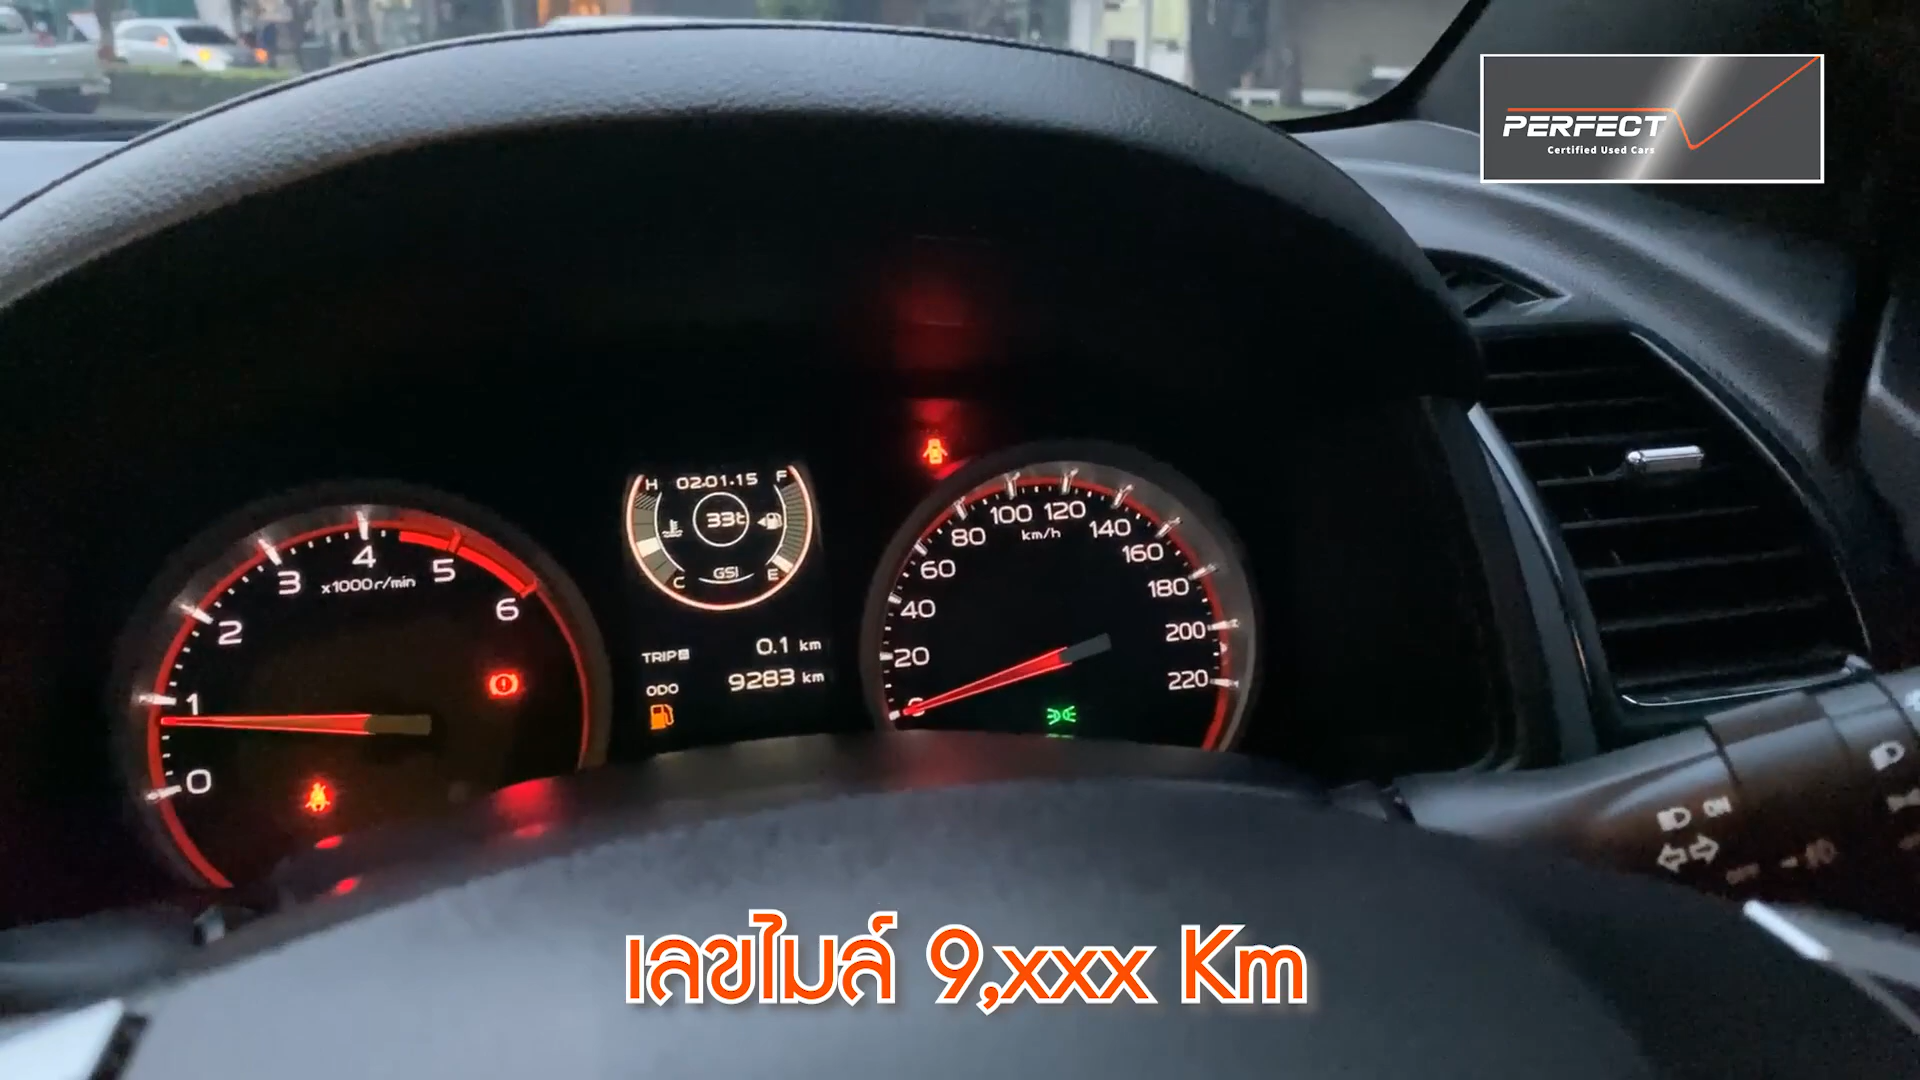 PERFECT
Certified Used Cars
H 02.01.15 F
C GSI E
4
3 5
x1000r/min
2 6
1
0
TRIP 0.1 km
ODO 9283 km
100 120
80 km/h 140
60 160
40 180
20 200
0 220
ON
OFF
เลขไมล์ 9,xxx Km